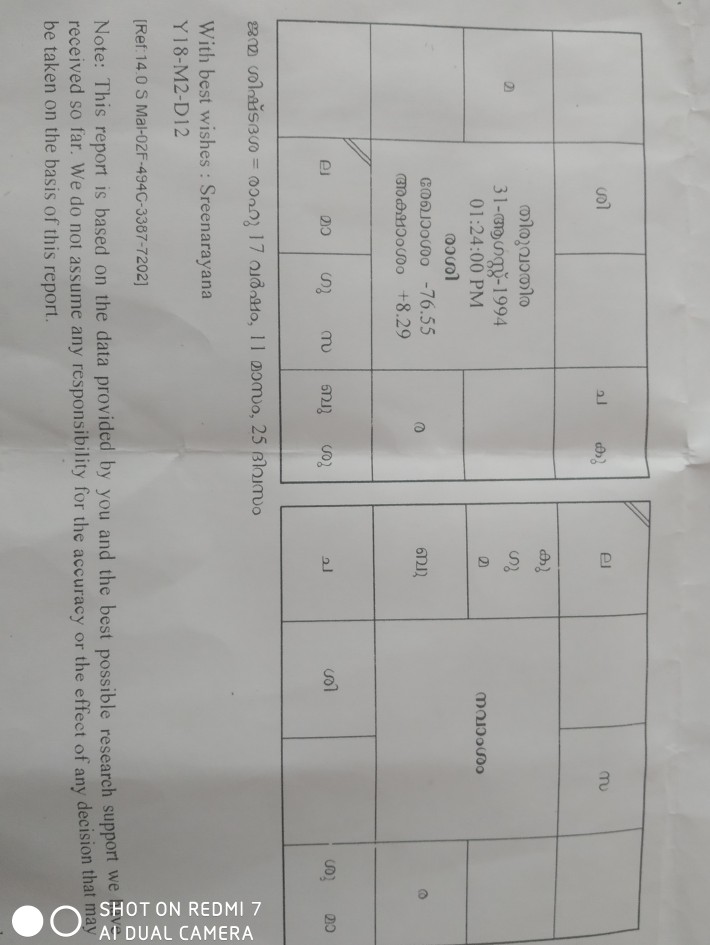 ശി ച കു
ല സ
തിരുവാതിര
മ
31-ആഗസ്റ്റ്-1994
01:24:00 PM
രാശി
രേഖാംശം -76.55
അക്ഷാംശം +8.29
ര
ല മാ ഗു സ ബു ശു
കു
ഗു
മ
നവാംശം
ബു ര
ച ശി ശു മാ
ജന്മ ശിഷ്ടദശ = രാഹു 17 വർഷം, 11 മാസം, 25 ദിവസം
With best wishes : Sreenarayana
Y18-M2-D12
[Ref:14.0 S Mal-02F-494C-3387-7202]
Note: This report is based on the data provided by you and the best possible research support we have
received so far. We do not assume any responsibility for the accuracy or the effect of any decision that may
be taken on the basis of this report.
SHOT ON REDMI 7
AI DUAL CAMERA